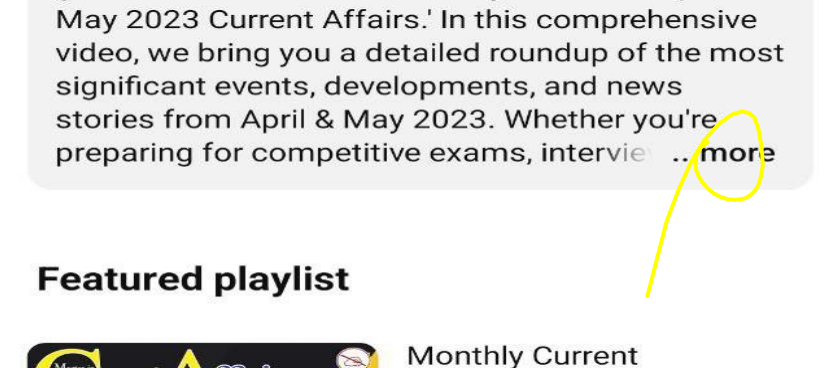 May 2023 Current Affairs.' In this comprehensive
video, we bring you a detailed roundup of the most
significant events, developments, and news
stories from April & May 2023. Whether you're
preparing for competitive exams, intervie ... more
Featured playlist
Monthly Current